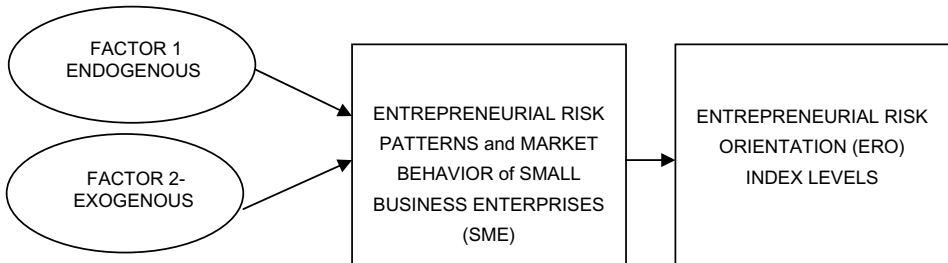 FACTOR 1
ENDOGENOUS
FACTOR 2-
EXOGENOUS
ENTREPRENEURIAL RISK
PATTERNS and MARKET
BEHAVIOR of SMALL
BUSINESS ENTERPRISES
(SME)
ENTREPRENEURIAL RISK
ORIENTATION (ERO)
INDEX LEVELS